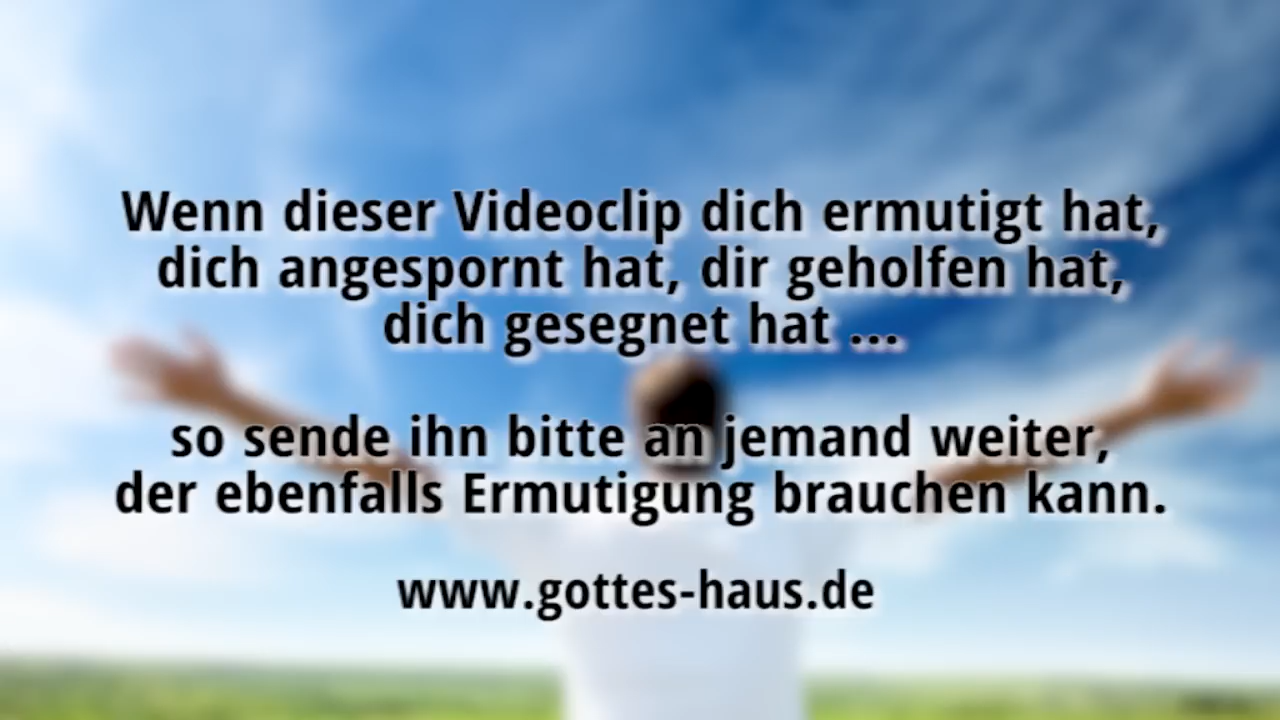 Wenn dieser Videoclip dich ermutigt hat,
dich angespornt hat, dir geholfen hat,
dich gesegnet hat ...
so sende ihn bitte an jemand weiter,
der ebenfalls Ermutigung brauchen kann.
www.gottes-haus.de